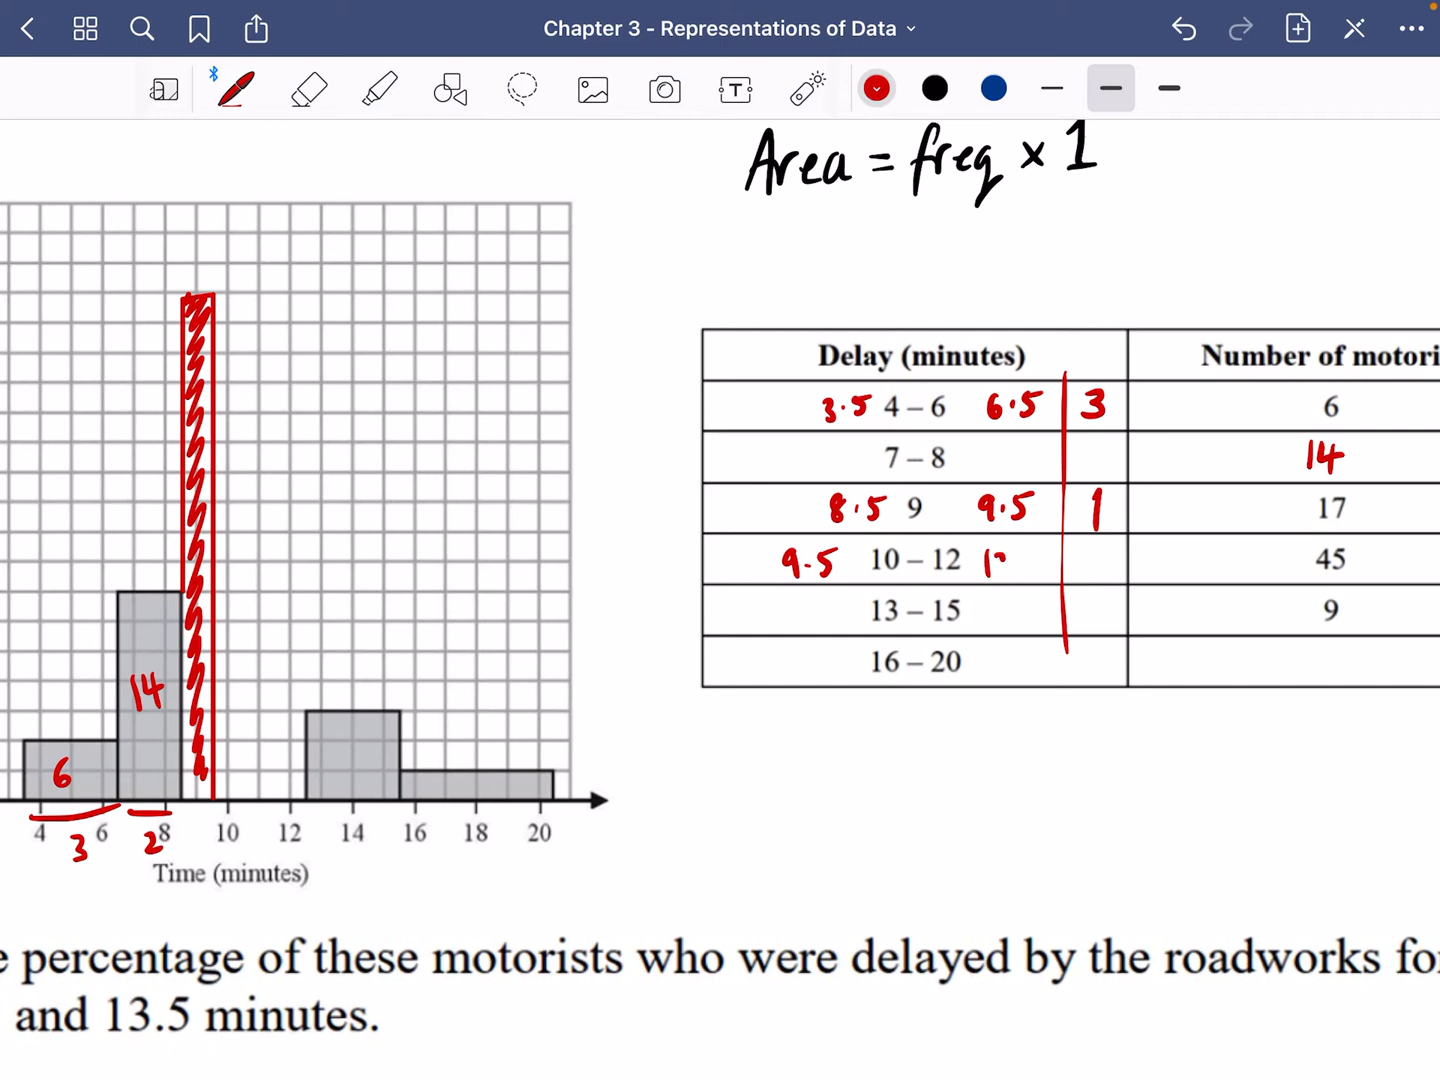 Chapter 3 - Representations of Data
T
Area = freq × 1
Delay (minutes) Number of motori
3.5 4 – 6 6.5 3 6
7 – 8 14
8.5 9 9.5 1 17
9.5 10 – 12 45
13 – 15 9
16 – 20
14
6
4 6 8 10 12 14 16 18 20
3 2
Time (minutes)
e percentage of these motorists who were delayed by the roadworks for
and 13.5 minutes.